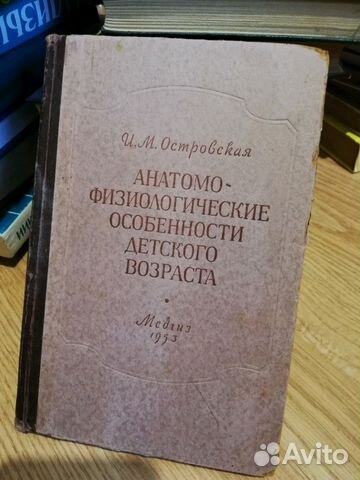 И.М. Островская
АНАТОМО-
ФИЗИОЛОГИЧЕСКИЕ
ОСОБЕННОСТИ
ДЕТСКОГО
ВОЗРАСТА
Медгиз
1953
Avito